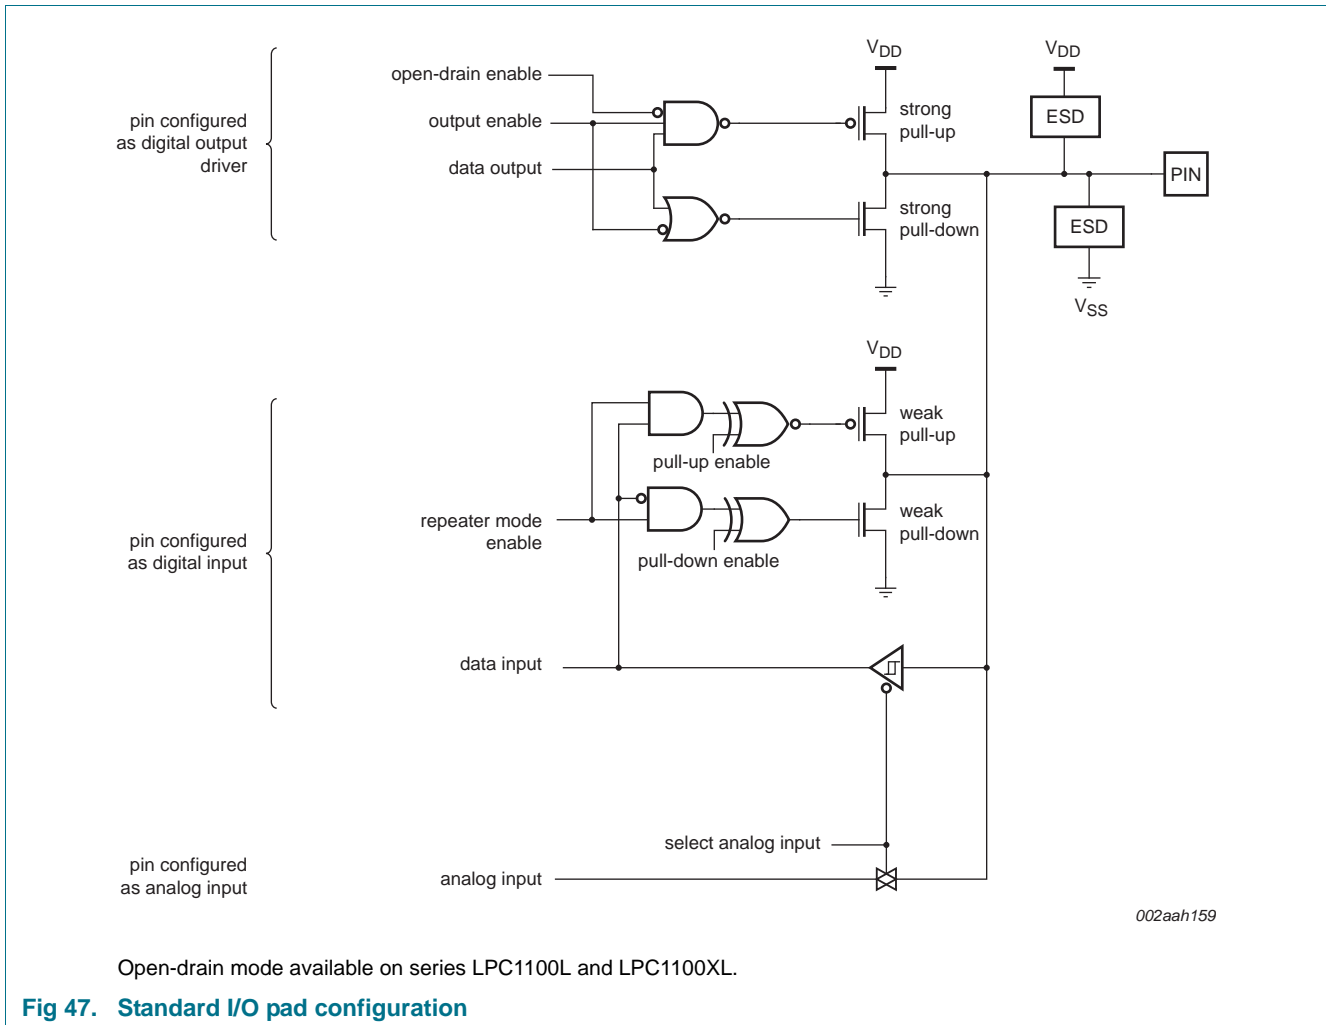 VDD
VDD
open-drain enable
strong
pull-up
ESD
pin configured
as digital output
driver
output enable
data output
PIN
strong
pull-down
ESD
VSS
VDD
weak
pull-up
pull-up enable
repeater mode
enable
weak
pull-down
pin configured
as digital input
pull-down enable
data input
select analog input
pin configured
as analog input
analog input
002aah159
Open-drain mode available on series LPC1100L and LPC1100XL.
Fig 47. Standard I/O pad configuration